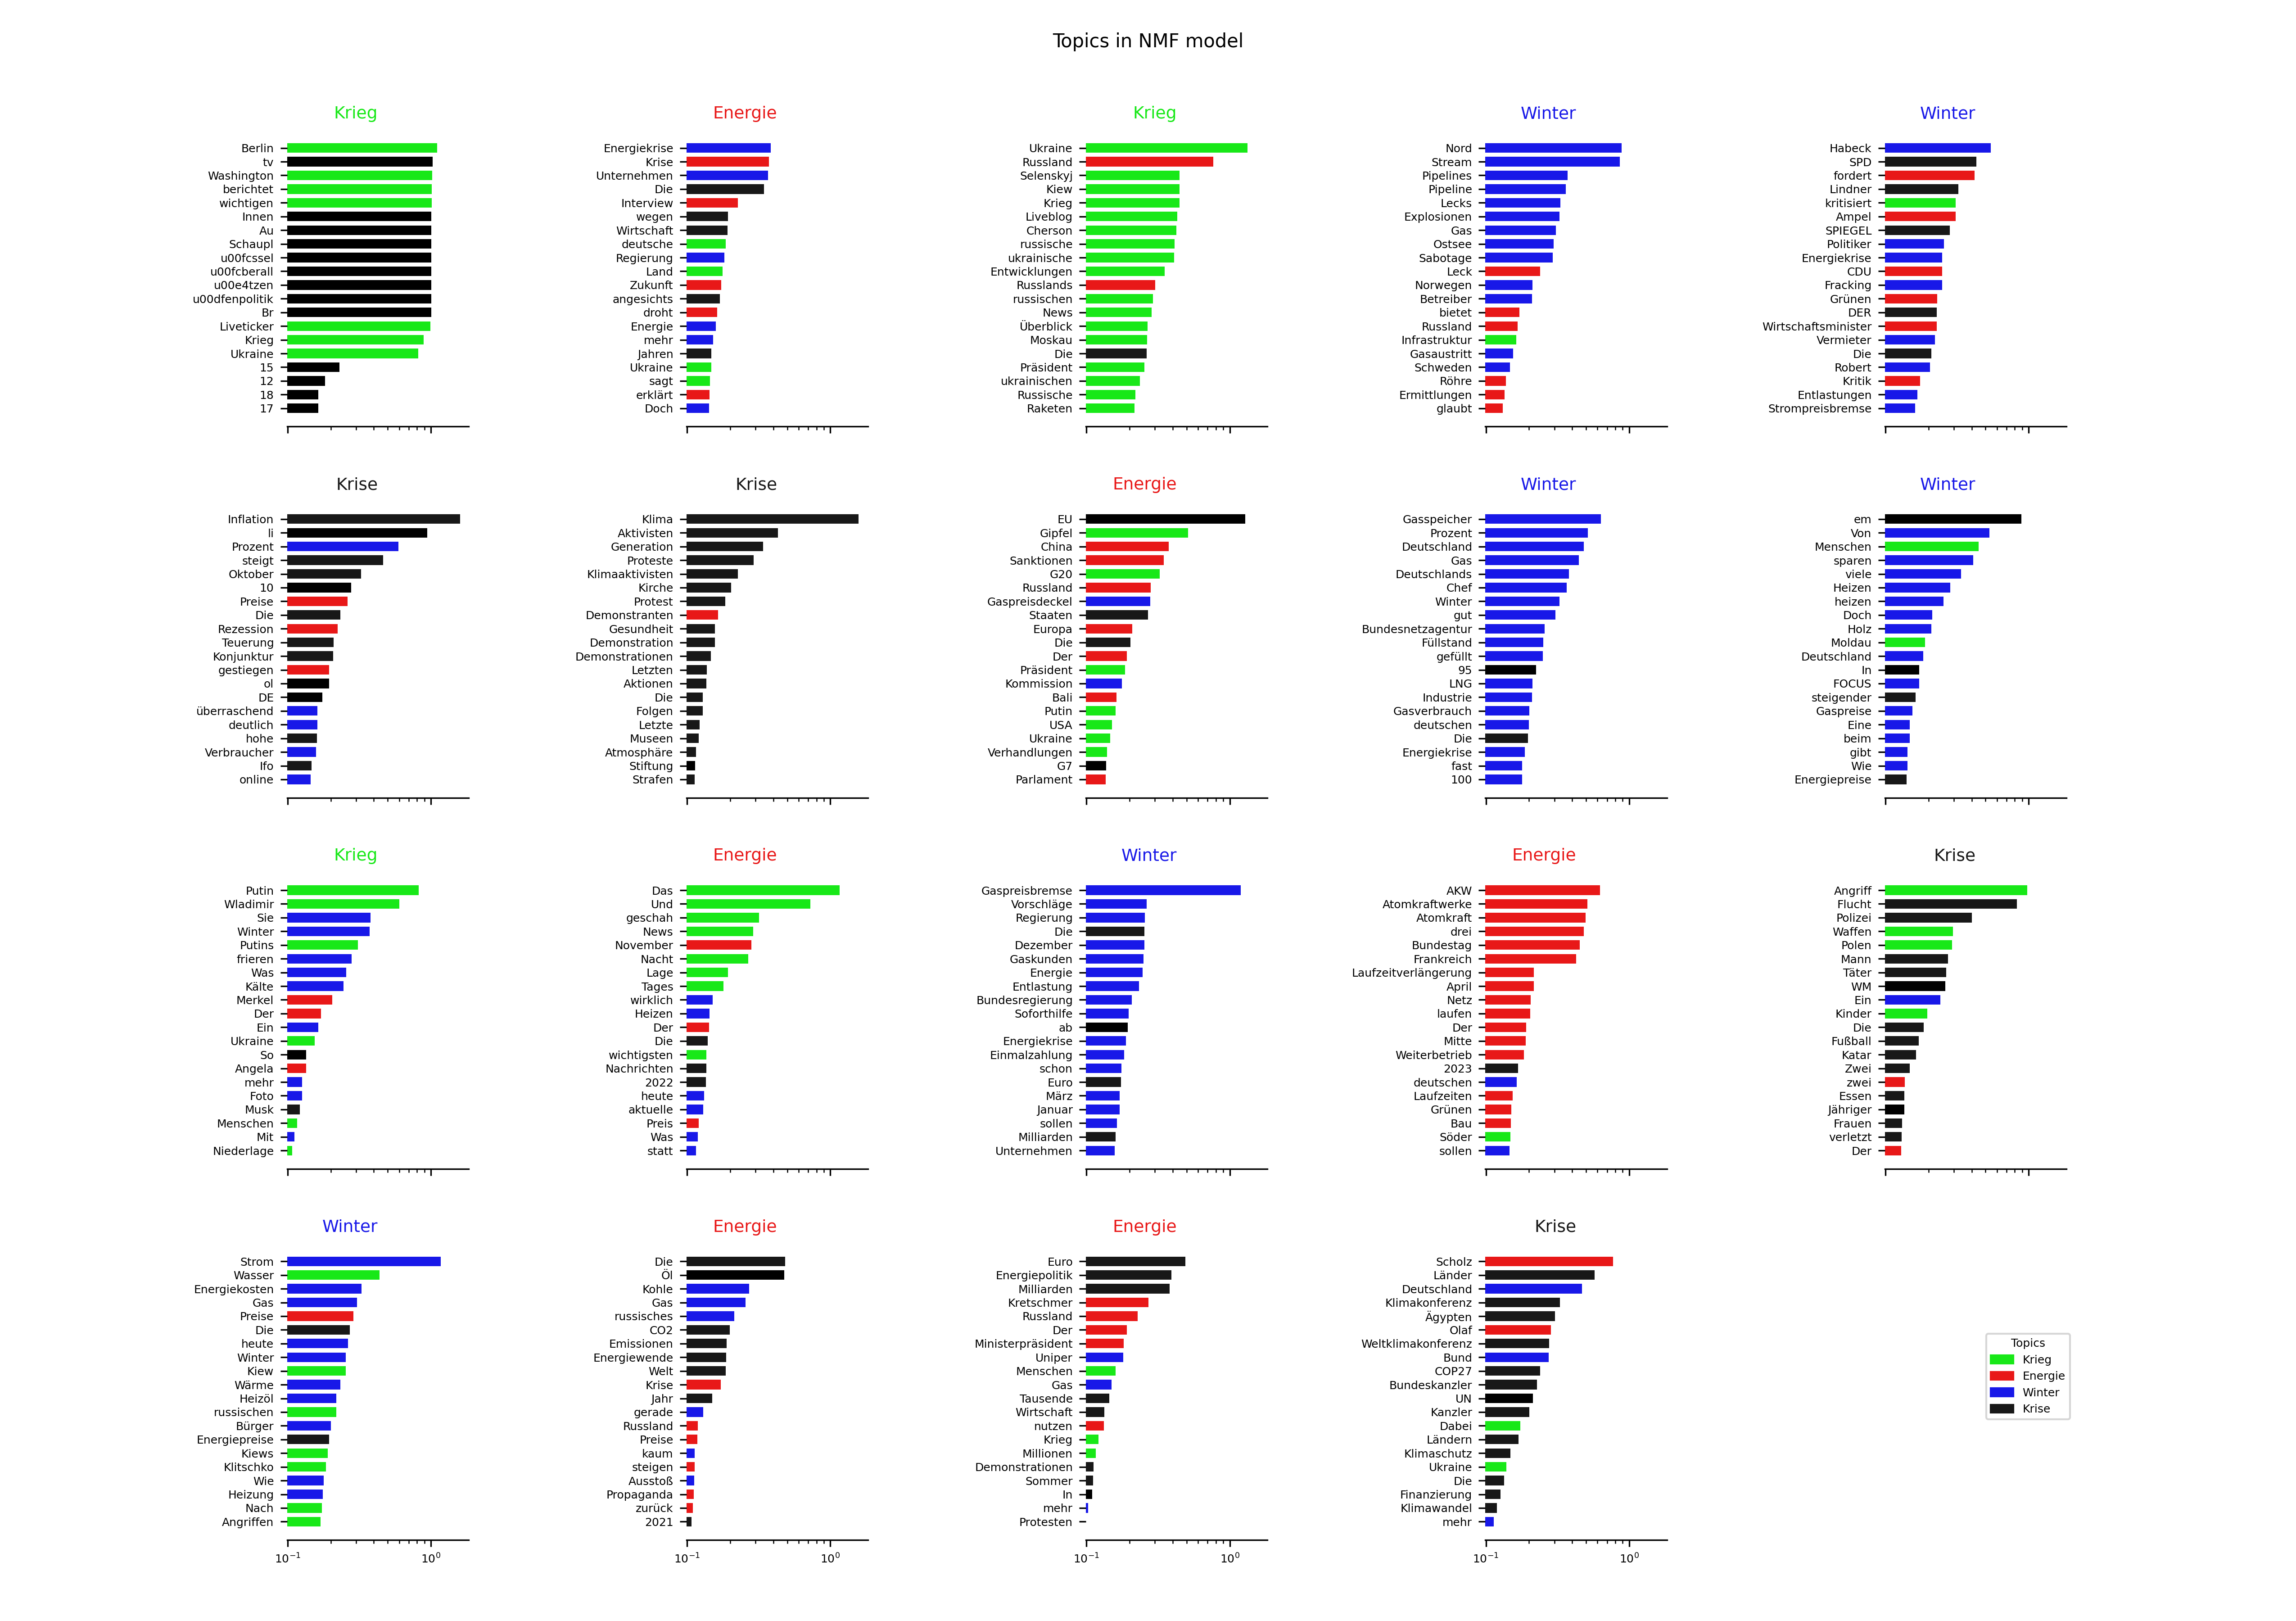 Topics in NMF model
Krieg
Berlin
tv
Washington
berichtet
wichtigen
Innen
Au
Schaupl
u00fcssel
u00fcberall
u00e4tzen
u00dfenpolitik
Br
Liveticker
Krieg
Ukraine
15
12
18
17
Energie
Energiekrise
Krise
Unternehmen
Die
Interview
wegen
Wirtschaft
deutsche
Regierung
Land
Zukunft
angesichts
droht
Energie
mehr
Jahren
Ukraine
sagt
erklärt
Doch
Krieg
Ukraine
Russland
Selenskyj
Kiew
Krieg
Liveblog
Cherson
russische
ukrainische
Entwicklungen
Russlands
russischen
News
Überblick
Moskau
Die
Präsident
ukrainischen
Russische
Raketen
Winter
Nord
Stream
Pipelines
Pipeline
Lecks
Explosionen
Gas
Ostsee
Sabotage
Leck
Norwegen
Betreiber
bietet
Russland
Infrastruktur
Gasaustritt
Schweden
Röhre
Ermittlungen
glaubt
Winter
Habeck
SPD
fordert
Lindner
kritisiert
Ampel
SPIEGEL
Politiker
Energiekrise
CDU
Fracking
Grünen
DER
Wirtschaftsminister
Vermieter
Die
Robert
Kritik
Entlastungen
Strompreisbremse
Krise
Inflation
li
Prozent
steigt
Oktober
10
Preise
Die
Rezession
Teuerung
Konjunktur
gestiegen
ol
DE
überraschend
deutlich
hohe
Verbraucher
Ifo
online
Krise
Klima
Aktivisten
Generation
Proteste
Klimaaktivisten
Kirche
Protest
Demonstranten
Gesundheit
Demonstration
Demonstrationen
Letzten
Aktionen
Die
Folgen
Letzte
Museen
Atmosphäre
Stiftung
Strafen
Energie
EU
Gipfel
China
Sanktionen
G20
Russland
Gaspreisdeckel
Staaten
Europa
Die
Der
Präsident
Kommission
Bali
Putin
USA
Ukraine
Verhandlungen
G7
Parlament
Winter
Gasspeicher
Prozent
Deutschland
Gas
Deutschlands
Chef
Winter
gut
Bundesnetzagentur
Füllstand
gefüllt
95
LNG
Industrie
Gasverbrauch
deutschen
Die
Energiekrise
fast
100
Winter
em
Von
Menschen
sparen
viele
Heizen
heizen
Doch
Holz
Moldau
Deutschland
In
FOCUS
steigender
Gaspreise
Eine
beim
gibt
Wie
Energiepreise
Krieg
Putin
Wladimir
Sie
Winter
Putins
frieren
Was
Kälte
Merkel
Der
Ein
Ukraine
So
Angela
mehr
Foto
Musk
Menschen
Mit
Niederlage
Energie
Das
Und
geschah
News
November
Nacht
Lage
Tages
wirklich
Heizen
Der
Die
wichtigsten
Nachrichten
2022
heute
aktuelle
Preis
Was
statt
Winter
Gaspreisbremse
Vorschläge
Regierung
Die
Dezember
Gaskunden
Energie
Entlastung
Bundesregierung
Soforthilfe
ab
Energiekrise
Einmalzahlung
schon
Euro
März
Januar
sollen
Milliarden
Unternehmen
Energie
AKW
Atomkraftwerke
Atomkraft
drei
Bundestag
Frankreich
Laufzeitverlängerung
April
Netz
laufen
Der
Mitte
Weiterbetrieb
2023
deutschen
Laufzeiten
Grünen
Bau
Söder
sollen
Krise
Angriff
Flucht
Polizei
Waffen
Polen
Mann
Täter
WM
Ein
Kinder
Die
Fußball
Katar
Zwei
zwei
Essen
Jähriger
Frauen
verletzt
Der
Winter
Strom
Wasser
Energiekosten
Gas
Preise
Die
heute
Winter
Kiew
Wärme
Heizöl
russischen
Bürger
Energiepreise
Kiews
Klitschko
Wie
Heizung
Nach
Angriffen
10⁻¹ 10⁰
Energie
Die
Öl
Kohle
Gas
russisches
CO2
Emissionen
Energiewende
Welt
Krise
Jahr
gerade
Russland
Preise
kaum
steigen
Ausstoß
Propaganda
zurück
2021
10⁻¹ 10⁰
Energie
Euro
Energiepolitik
Milliarden
Kretschmer
Russland
Der
Ministerpräsident
Uniper
Menschen
Gas
Tausende
Wirtschaft
nutzen
Krieg
Millionen
Demonstrationen
Sommer
In
mehr
Protesten
10⁻¹ 10⁰
Krise
Scholz
Länder
Deutschland
Klimakonferenz
Ägypten
Olaf
Weltklimakonferenz
Bund
COP27
Bundeskanzler
UN
Kanzler
Dabei
Ländern
Klimaschutz
Ukraine
Die
Finanzierung
Klimawandel
mehr
10⁻¹ 10⁰
Topics
Krieg
Energie
Winter
Krise